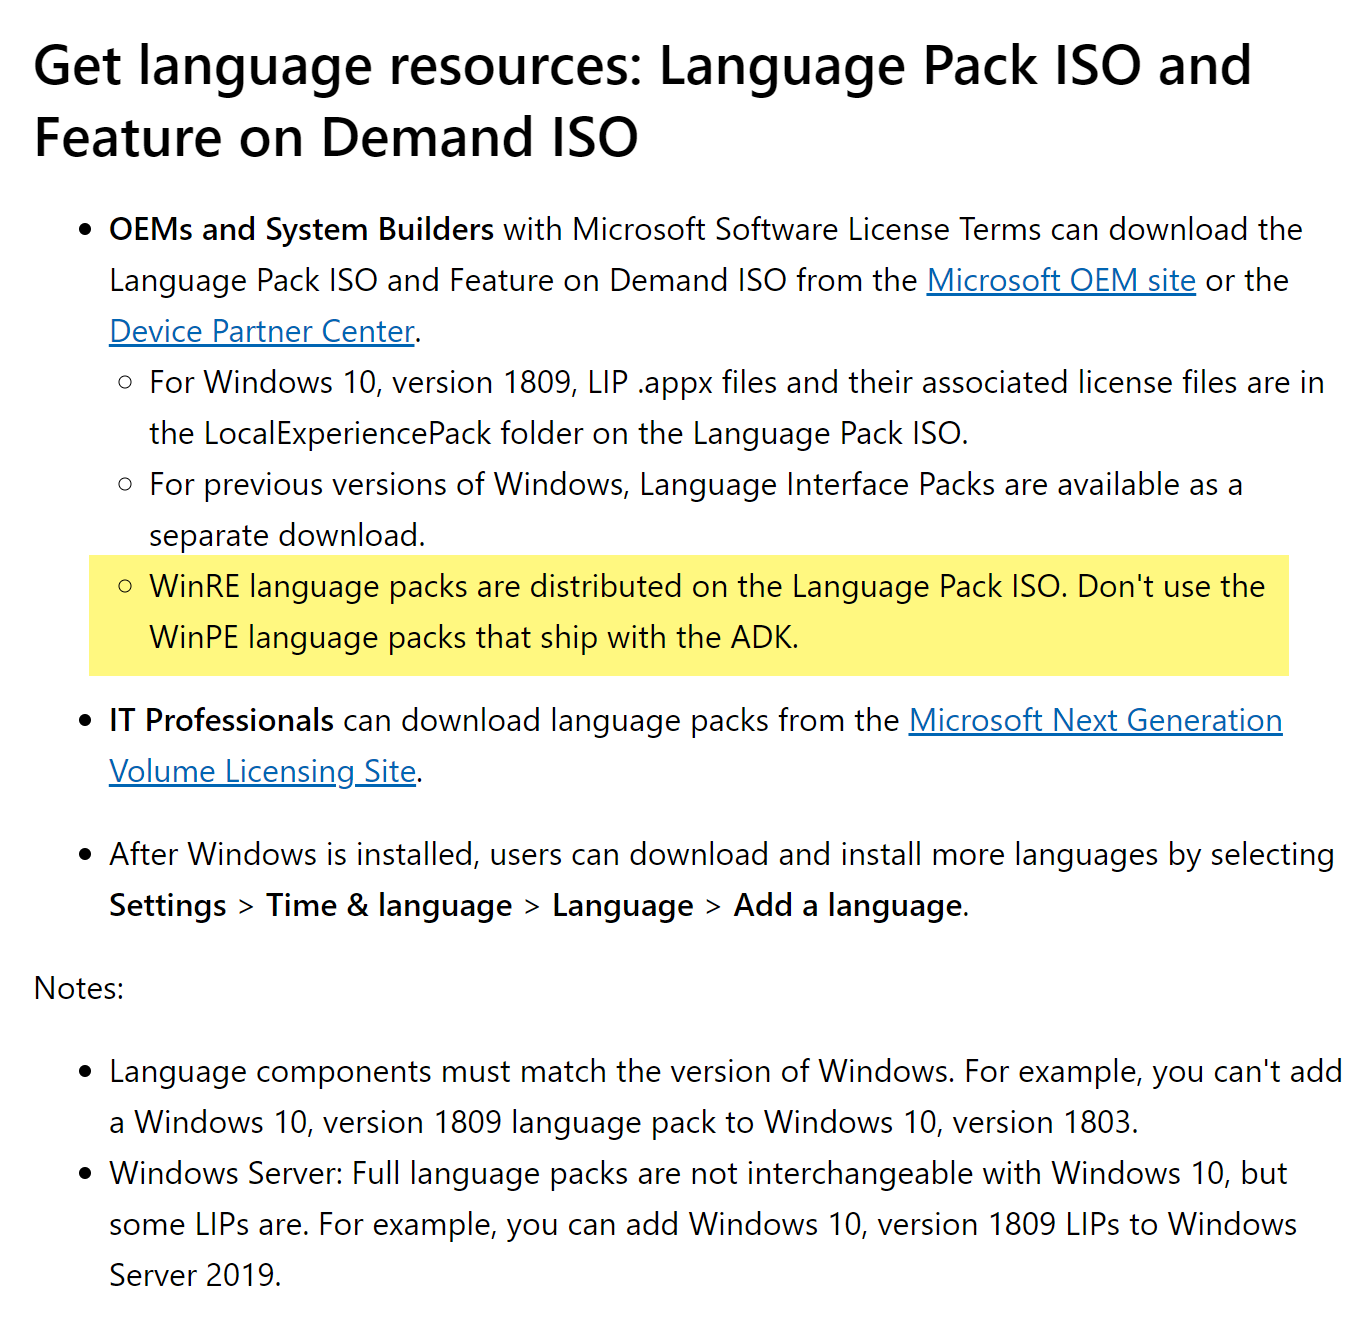 Get language resources: Language Pack ISO and
Feature on Demand ISO
OEMs and System Builders with Microsoft Software License Terms can download the
Language Pack ISO and Feature on Demand ISO from the Microsoft OEM site or the
Device Partner Center.
For Windows 10, version 1809, LIP .appx files and their associated license files are in
the LocalExperiencePack folder on the Language Pack ISO.
For previous versions of Windows, Language Interface Packs are available as a
separate download.
WinRE language packs are distributed on the Language Pack ISO. Don't use the
WinPE language packs that ship with the ADK.
IT Professionals can download language packs from the Microsoft Next Generation
Volume Licensing Site.
After Windows is installed, users can download and install more languages by selecting
Settings > Time & language > Language > Add a language.
Notes:
Language components must match the version of Windows. For example, you can't add
a Windows 10, version 1809 language pack to Windows 10, version 1803.
Windows Server: Full language packs are not interchangeable with Windows 10, but
some LIPs are. For example, you can add Windows 10, version 1809 LIPs to Windows
Server 2019.